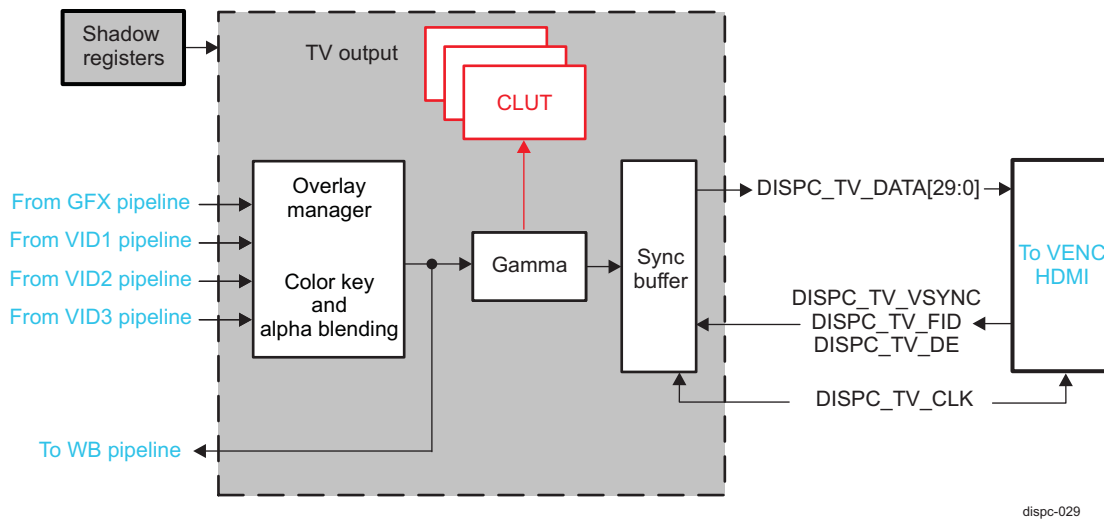 Shadow
registers
TV output
CLUT
Overlay
manager
Color key
and
alpha blending
From GFX pipeline
From VID1 pipeline
From VID2 pipeline
From VID3 pipeline
To WB pipeline
Gamma
Sync
buffer
DISPC_TV_DATA[29:0]
DISPC_TV_VSYNC
DISPC_TV_FID
DISPC_TV_DE
DISPC_TV_CLK
To VENC
HDMI
dispc-029